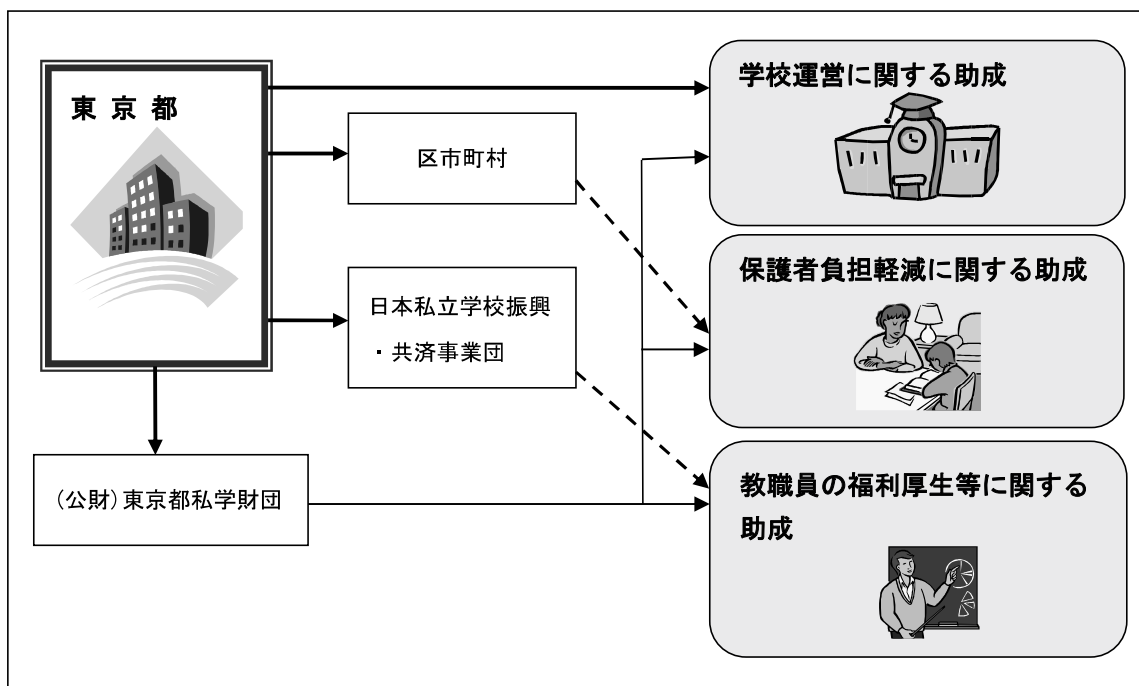 東京都
学校運営に関する助成
区市町村
保護者負担軽減に関する助成
日本私立学校振興
・共済事業団
(公財)東京都私学財団
教職員の福利厚生等に関する
助成